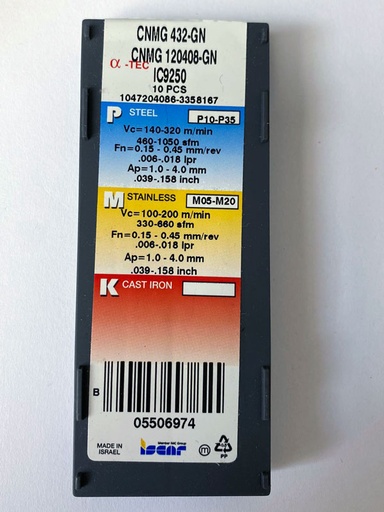 CNMG 432-GN
CNMG 120408-GN
α -TEC
IC9250
10 PCS
1047204086-3358167
P STEEL P10-P35
Vc=140-320 m/min
460-1050 sfm
Fn=0.15 - 0.45 mm/rev
.006-.018 ipr
Ap=1.0 - 4.0 mm
.039-.158 inch
M STAINLESS M05-M20
Vc=100-200 m/min
330-660 sfm
Fn=0.15 - 0.45 mm/rev
.006-.018 ipr
Ap=1.0 - 4.0 mm
.039-.158 inch
K CAST IRON
B
05506974
MADE IN
ISRAEL
Member IMC Group
iscar
m
PP